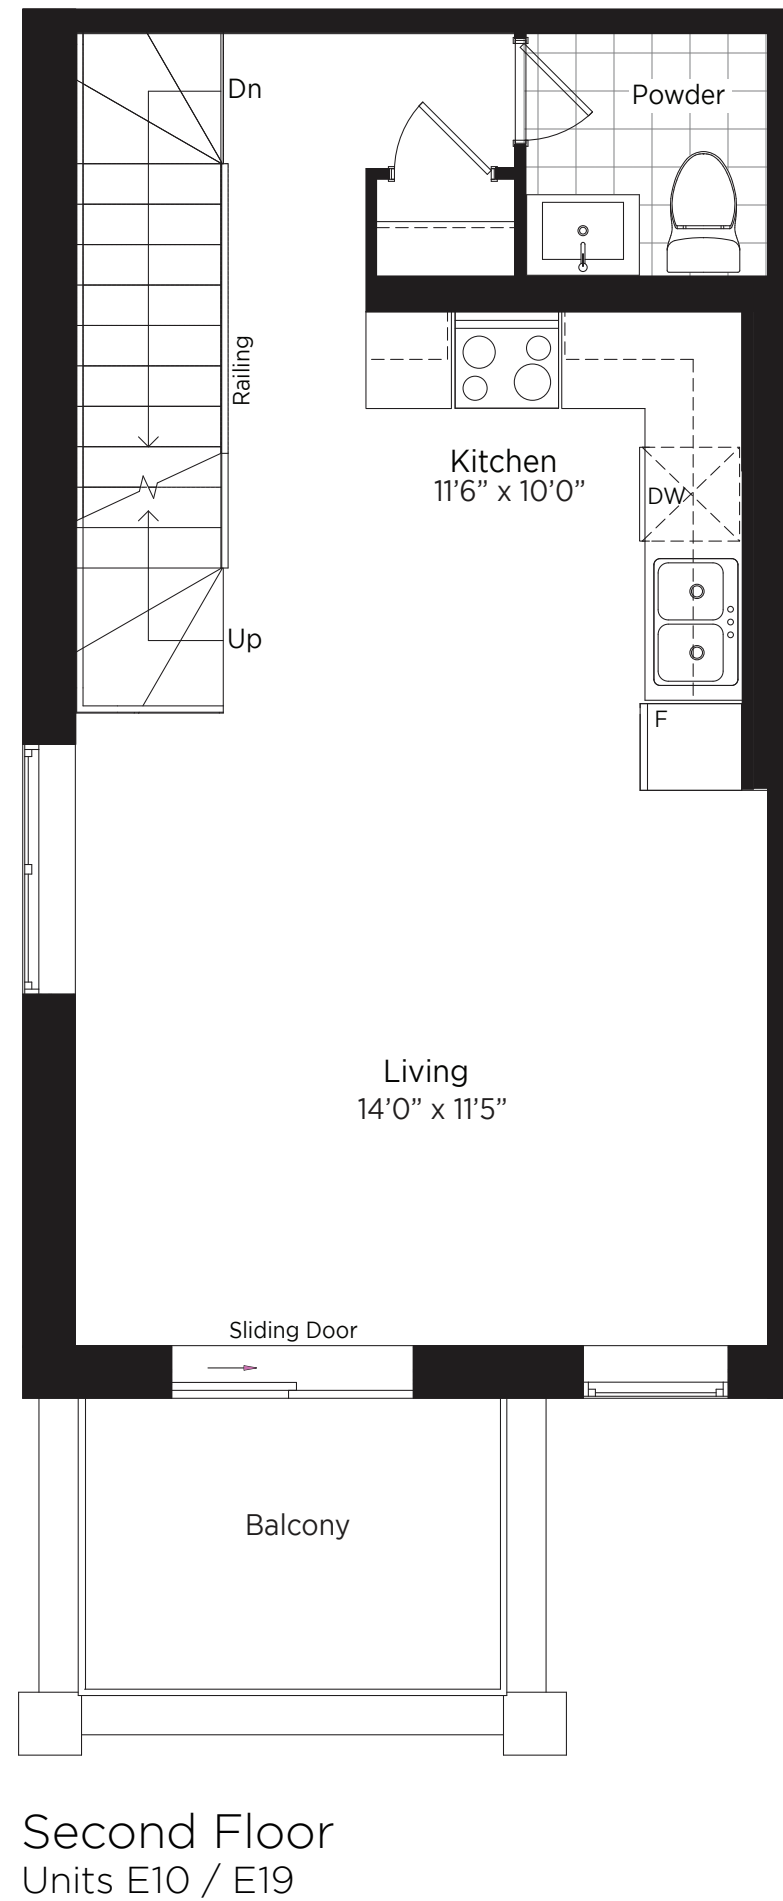 Dn
Powder
Railing
Kitchen
11’6” x 10’0”
DW
Up
F
Living
14’0” x 11’5”
Sliding Door
Balcony
Second Floor
Units E10 / E19